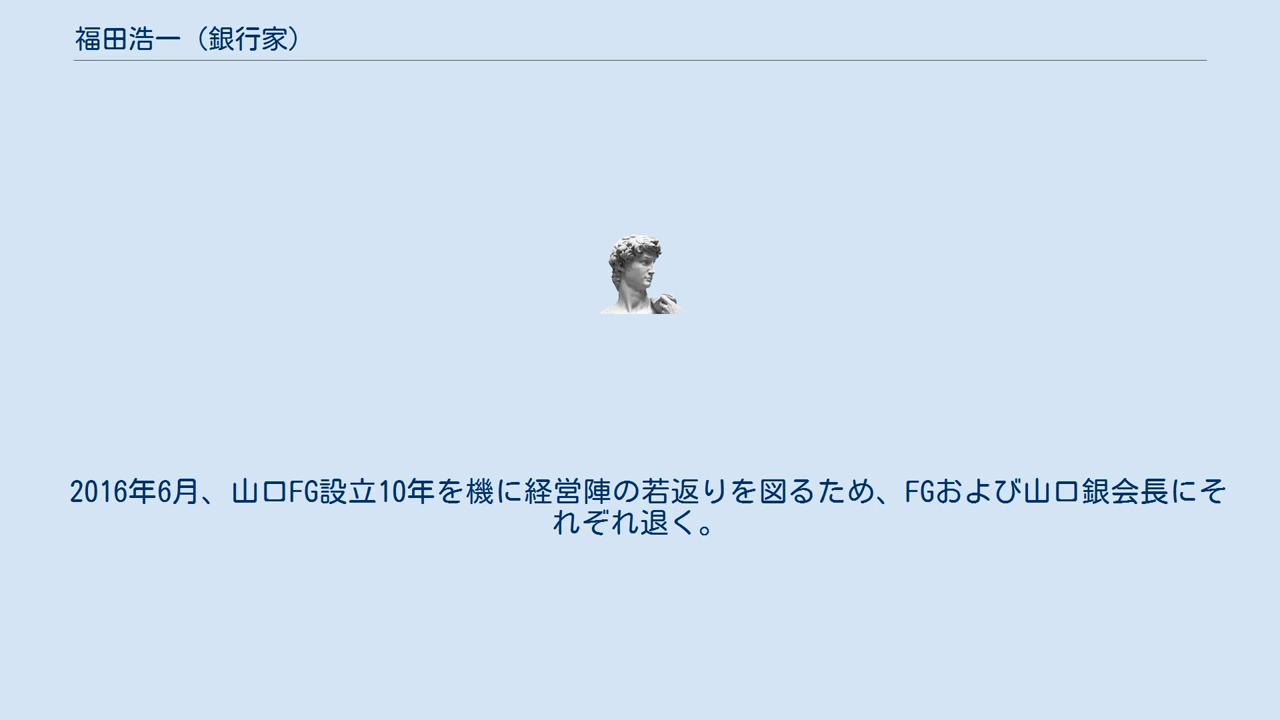 福田浩一（銀行家）
2016年6月、山口FG設立10年を機に経営陣の若返りを図るため、FGおよび山口銀会長にそ
れぞれ退く。